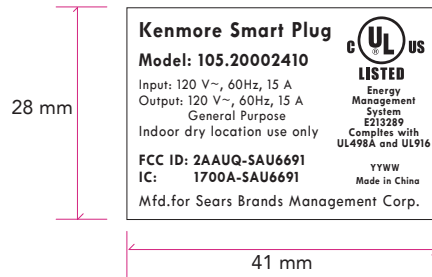 Kenmore Smart Plug
Model: 105.20002410
Input: 120 V~, 60Hz, 15 A
Output: 120 V~, 60Hz, 15 A
General Purpose
Indoor dry location use only
FCC ID: 2AAUQ-SAU6691
IC: 1700A-SAU6691
Mfd.for Sears Brands Management Corp.
C UL US
®
LISTED
Energy
Management
System
E213289
Complies with
UL498A and UL916
YYWW
Made in China
28 mm
41 mm